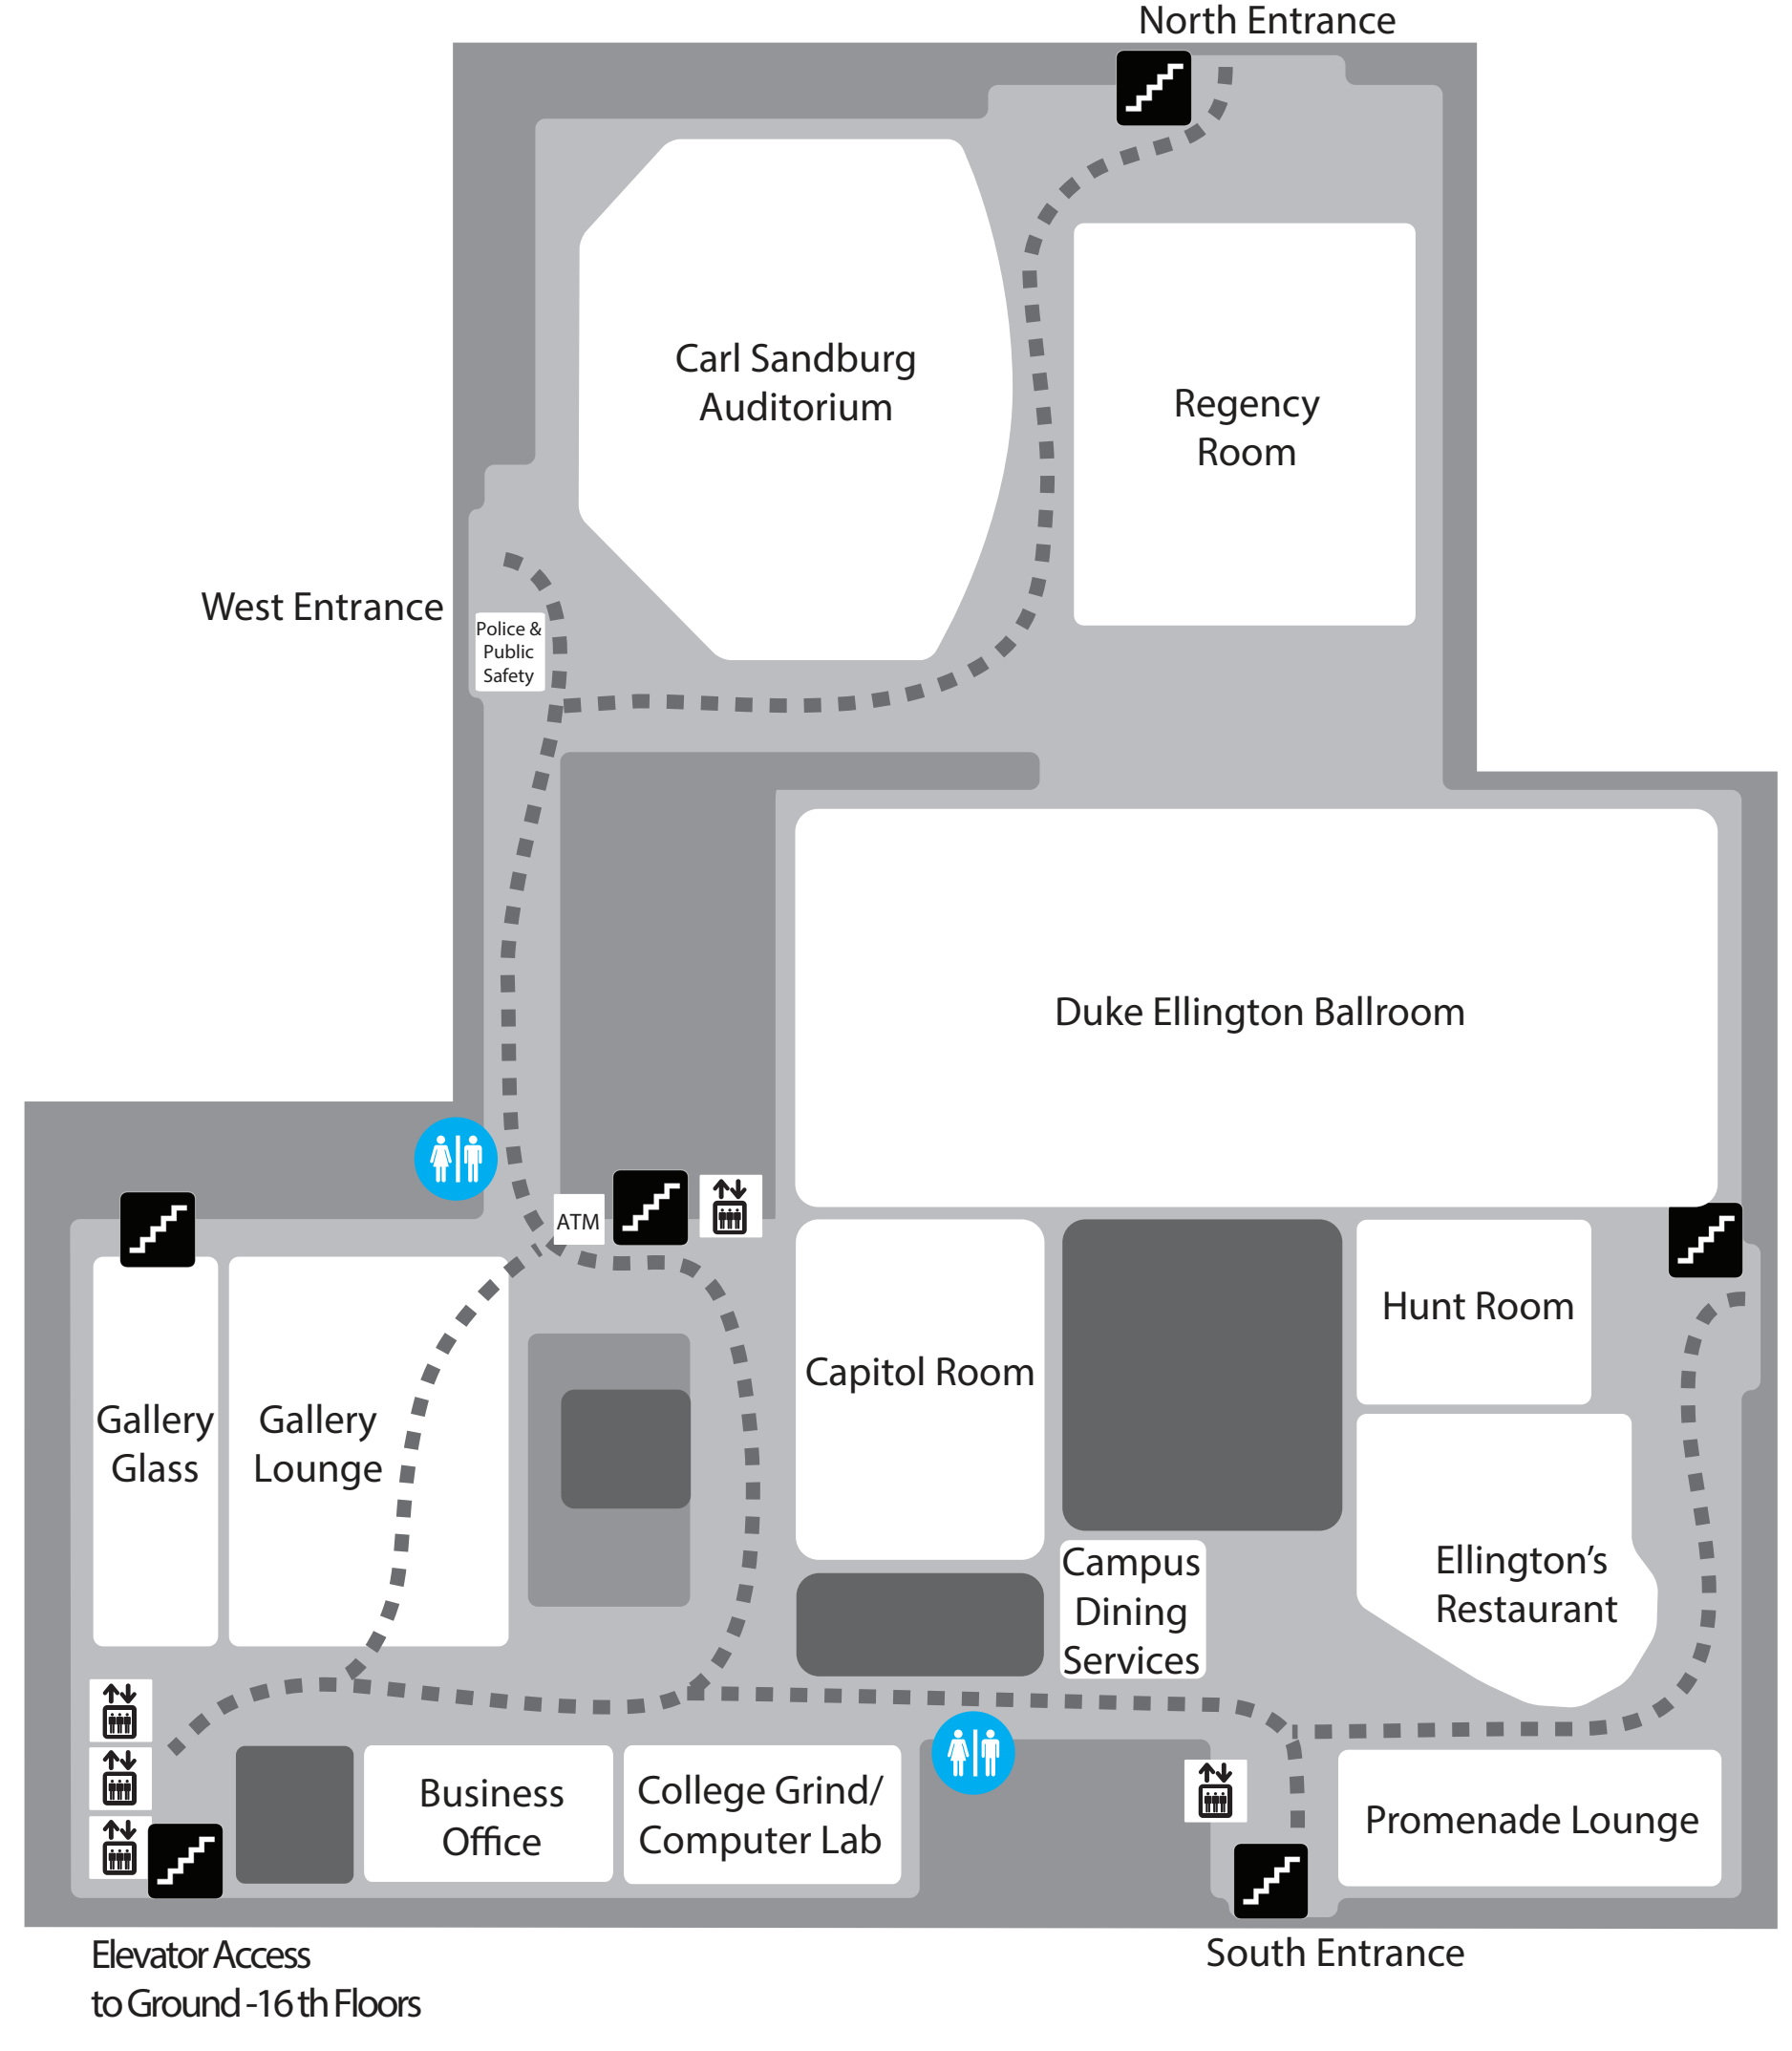 North Entrance
Carl Sandburg
Auditorium
Regency
Room
West Entrance
Police &
Public
Safety
Duke Ellington Ballroom
ATM
Hunt Room
Capitol Room
Gallery
Glass
Gallery
Lounge
Ellington’s
Restaurant
Campus
Dining
Services
Business
Office
College Grind/
Computer Lab
Promenade Lounge
South Entrance
Elevator Access
to Ground -16 th Floors